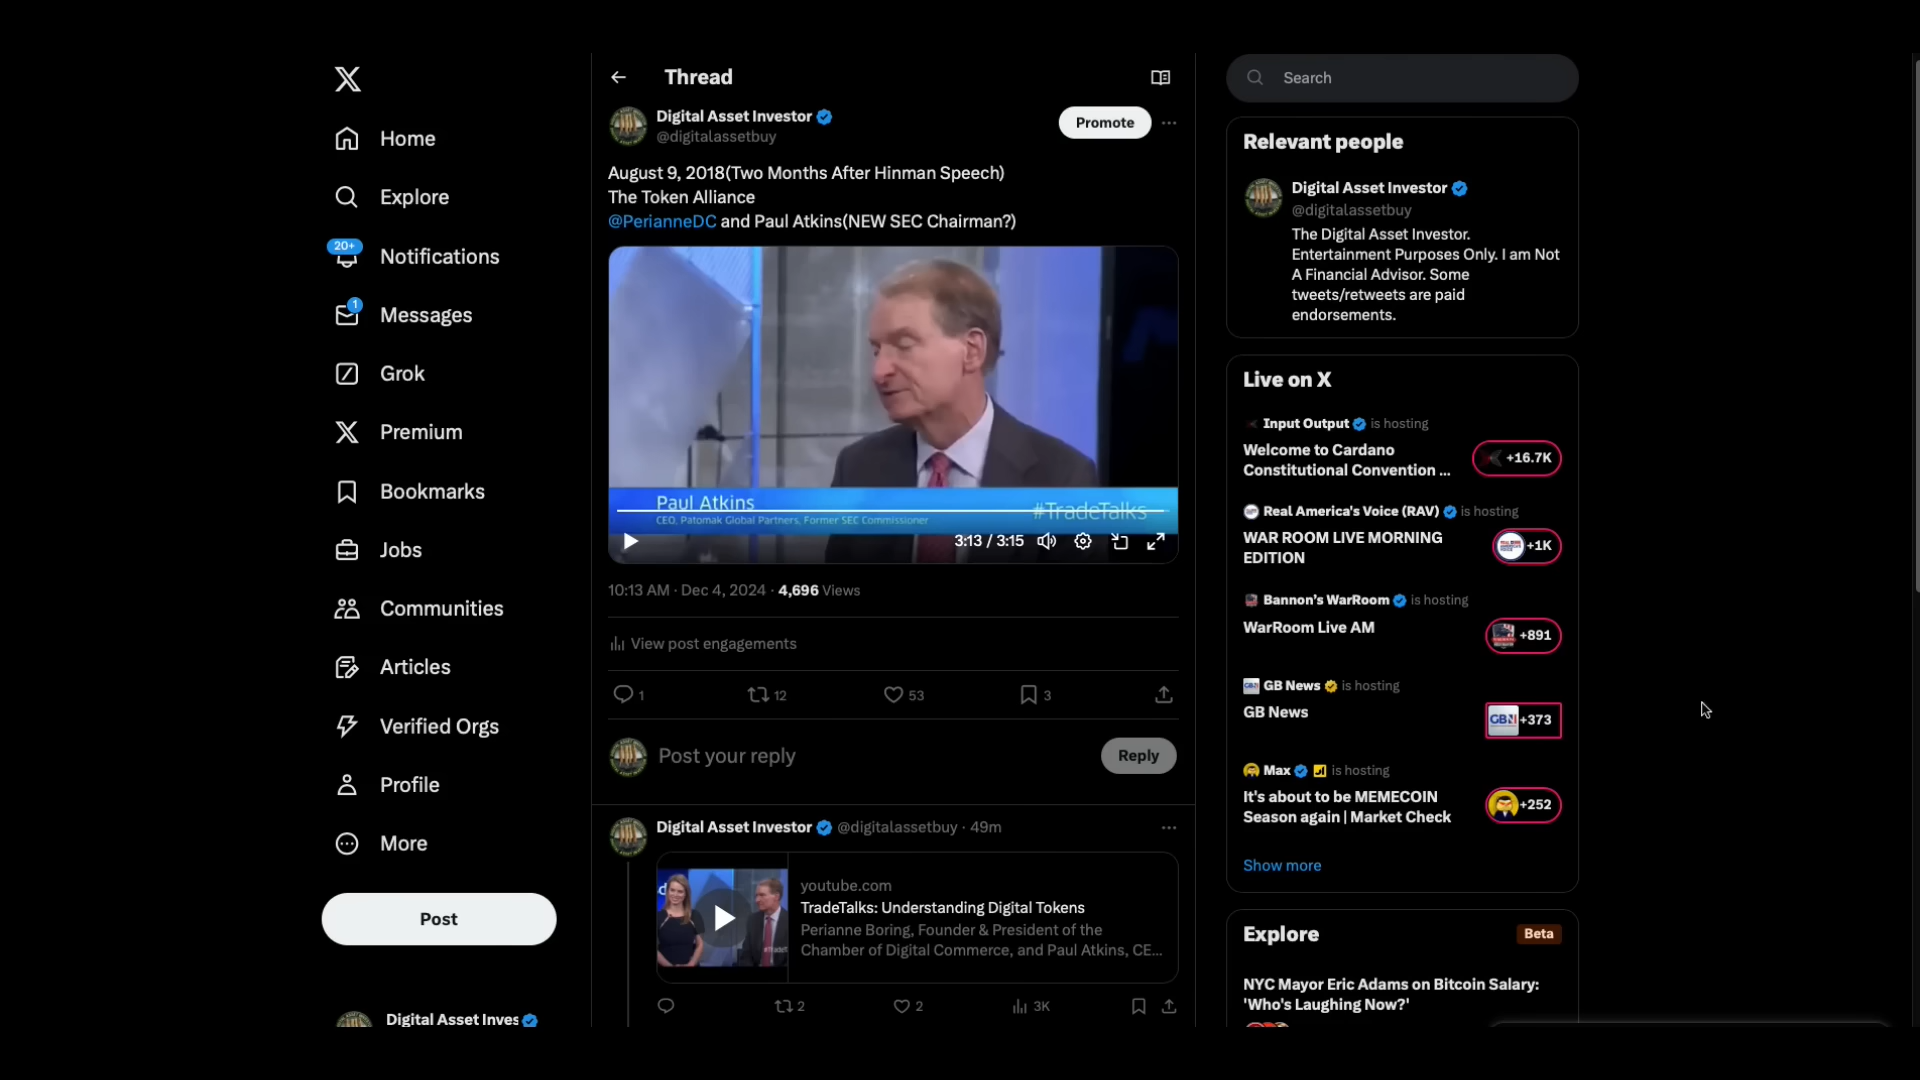 Home
Explore
20+
Notifications
1
Messages
Grok
Premium
Bookmarks
Jobs
Communities
Articles
Verified Orgs
Profile
More
Post
Digital Asset Inves
Thread
Digital Asset Investor
@digitalassetbuy
Promote
August 9, 2018(Two Months After Hinman Speech)
The Token Alliance
@PerianneDC and Paul Atkins(NEW SEC Chairman?)
Paul Atkins
CEO, Patomak Global Partners, Former SEC Commissioner
#TradeTalks
3:13 / 3:15
10:13 AM · Dec 4, 2024 · 4,696 Views
View post engagements
1 12 53 3
Post your reply
Reply
Digital Asset Investor @digitalassetbuy · 49m
youtube.com
TradeTalks: Understanding Digital Tokens
Perianne Boring, Founder & President of the
Chamber of Digital Commerce, and Paul Atkins, CE...
2 2 3K
Search
Relevant people
Digital Asset Investor
@digitalassetbuy
The Digital Asset Investor.
Entertainment Purposes Only. I am Not
A Financial Advisor. Some
tweets/retweets are paid
endorsements.
Live on X
Input Output is hosting
Welcome to Cardano
Constitutional Convention ...
+16.7K
Real America's Voice (RAV) is hosting
WAR ROOM LIVE MORNING
EDITION
+1K
Bannon's WarRoom is hosting
WarRoom Live AM
+891
GB News is hosting
GB News
GBN
+373
Max is hosting
It's about to be MEMECOIN
Season again | Market Check
+252
Show more
Explore
Beta
NYC Mayor Eric Adams on Bitcoin Salary:
'Who's Laughing Now?'